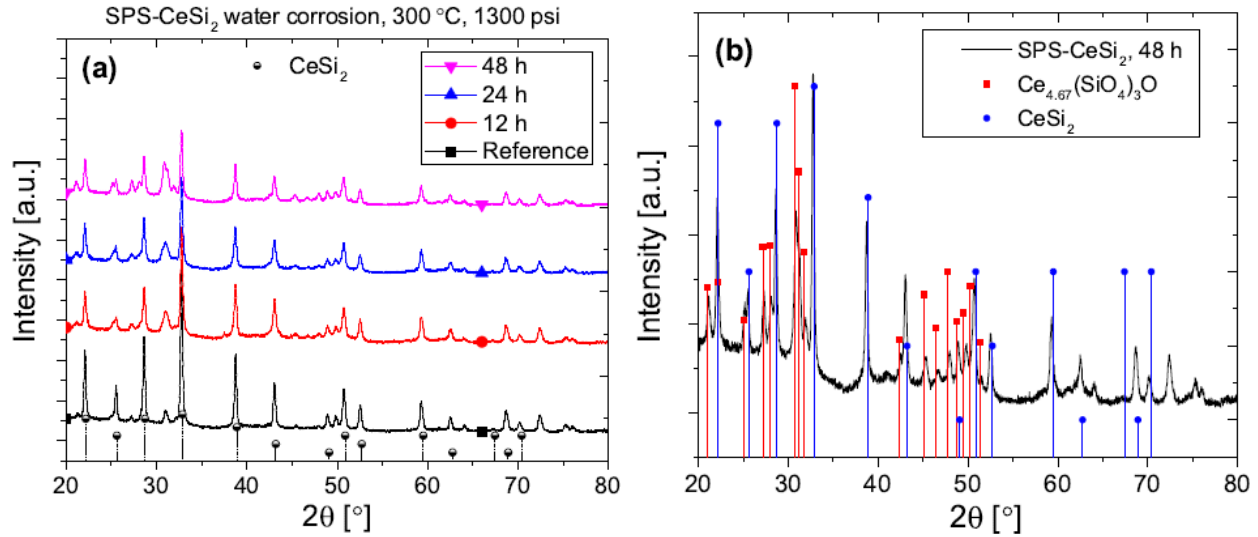 SPS-CeSi₂ water corrosion, 300 °C, 1300 psi
(a)
CeSi₂
48 h
24 h
12 h
Reference
Intensity [a.u.]
20 30 40 50 60 70 80
2θ [°]
(b)
SPS-CeSi₂, 48 h
Ce₄.₆₇(SiO₄)₃O
CeSi₂
Intensity [a.u.]
20 30 40 50 60 70 80
2θ [°]